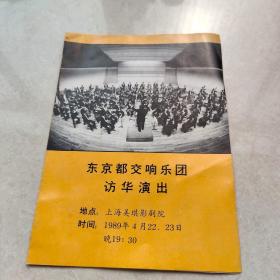 东京都交响乐团
访华演出
地点：上海美琪影剧院
时间：1989年4月22．23日
晚19：30